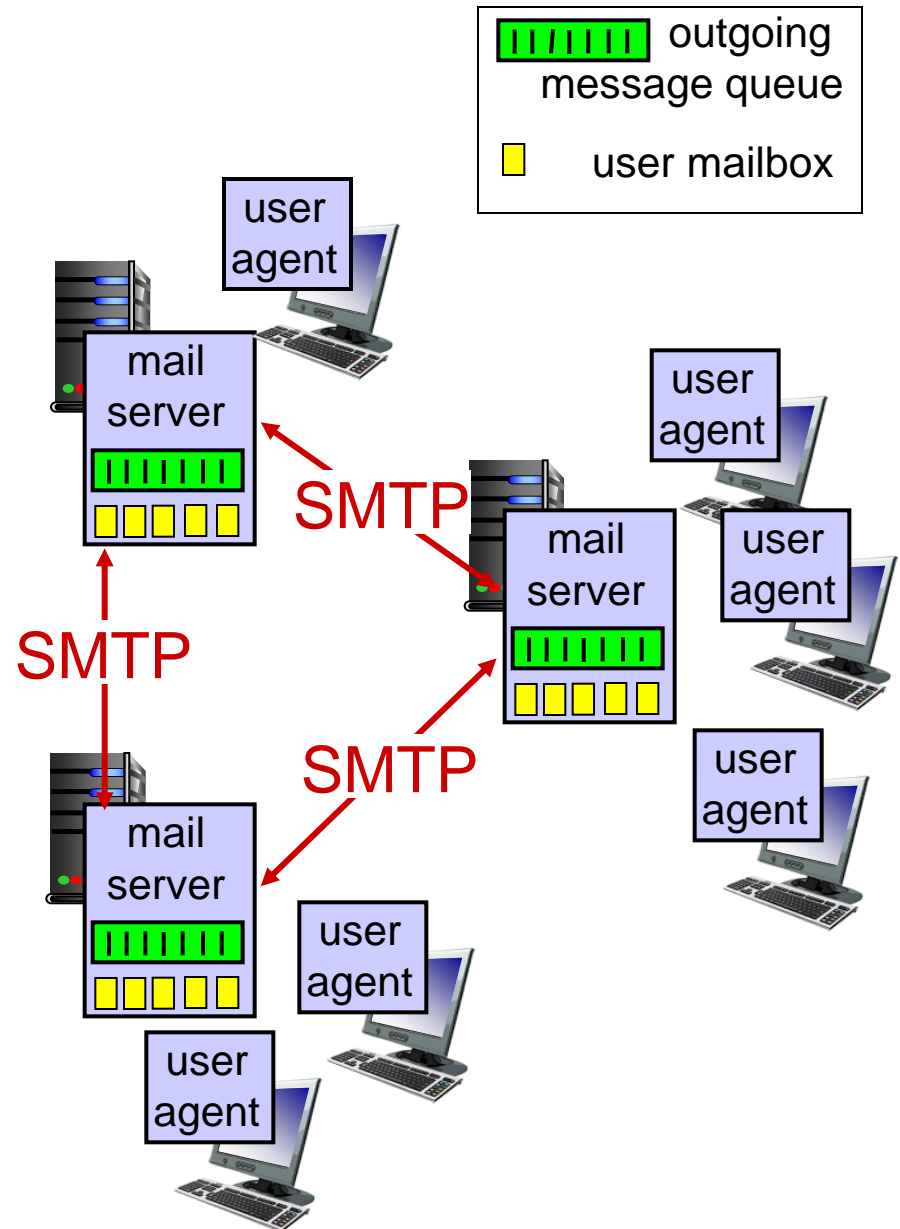 outgoing
message queue
user mailbox
user
agent
mail
server
user
agent
SMTP
mail
server
user
agent
SMTP
SMTP
user
agent
mail
server
user
agent
user
agent